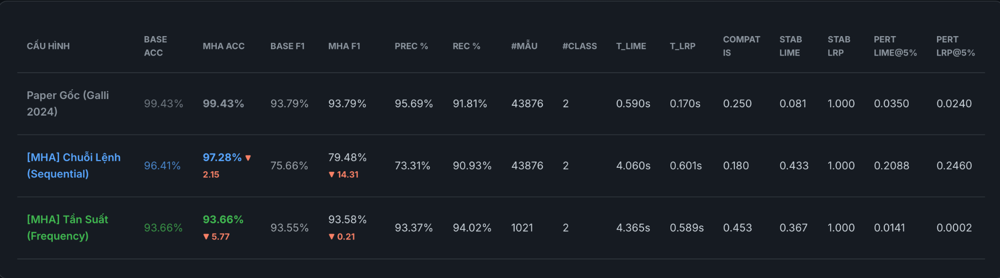 CẤU HÌNH BASE ACC MHA ACC BASE F1 MHA F1 PREC % REC % #MẪU #CLASS T_LIME T_LRP COMPAT IS STAB LIME STAB LRP PERT LIME@5% PERT LRP@5%
Paper Gốc (Galli 2024) 99.43% 99.43% 93.79% 93.79% 95.69% 91.81% 43876 2 0.590s 0.170s 0.250 0.081 1.000 0.0350 0.0240
[MHA] Chuỗi Lệnh (Sequential) 96.41% 97.28% ▼ 2.15 75.66% 79.48% ▼ 14.31 73.31% 90.93% 43876 2 4.060s 0.601s 0.180 0.433 1.000 0.2088 0.2460
[MHA] Tần Suất (Frequency) 93.66% 93.66% ▼ 5.77 93.55% 93.58% ▼ 0.21 93.37% 94.02% 1021 2 4.365s 0.589s 0.453 0.367 1.000 0.0141 0.0002